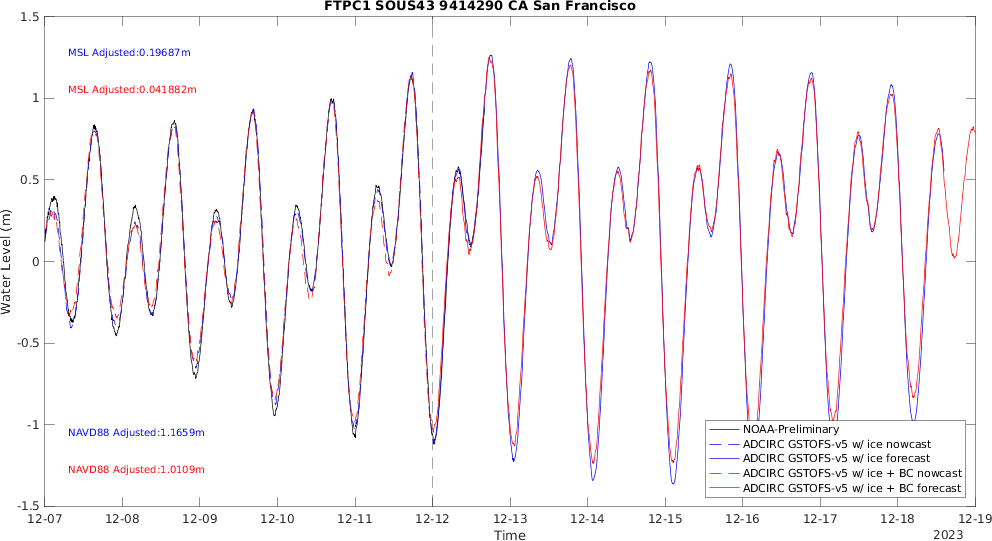 FTPC1 SOUS43 9414290 CA San Francisco
1.5
1
0.5
0
-0.5
-1
-1.5
Water Level (m)
MSL Adjusted:0.19687m
MSL Adjusted:0.041882m
NAVD88 Adjusted:1.1659m
NAVD88 Adjusted:1.0109m
NOAA-Preliminary
ADCIRC GSTOFS-v5 w/ ice nowcast
ADCIRC GSTOFS-v5 w/ ice forecast
ADCIRC GSTOFS-v5 w/ ice + BC nowcast
ADCIRC GSTOFS-v5 w/ ice + BC forecast
12-07 12-08 12-09 12-10 12-11 12-12 12-13 12-14 12-15 12-16 12-17 12-18 12-19
Time
2023